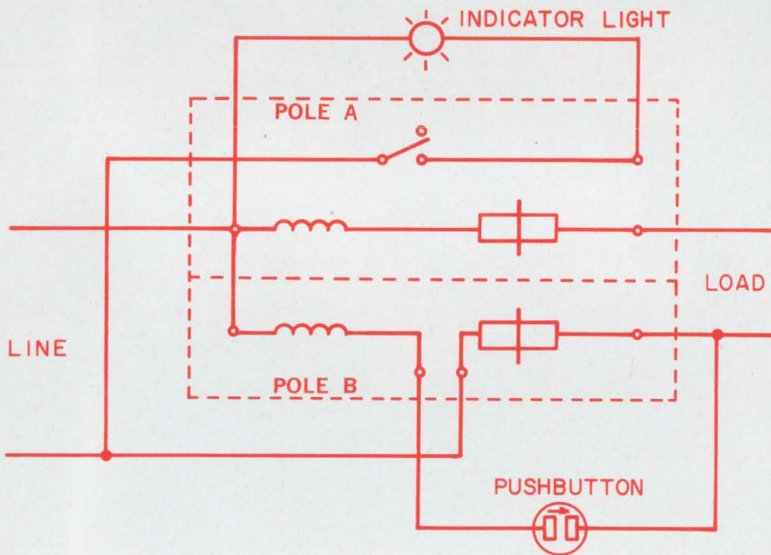 INDICATOR LIGHT
POLE A
LOAD
LINE
POLE B
PUSHBUTTON